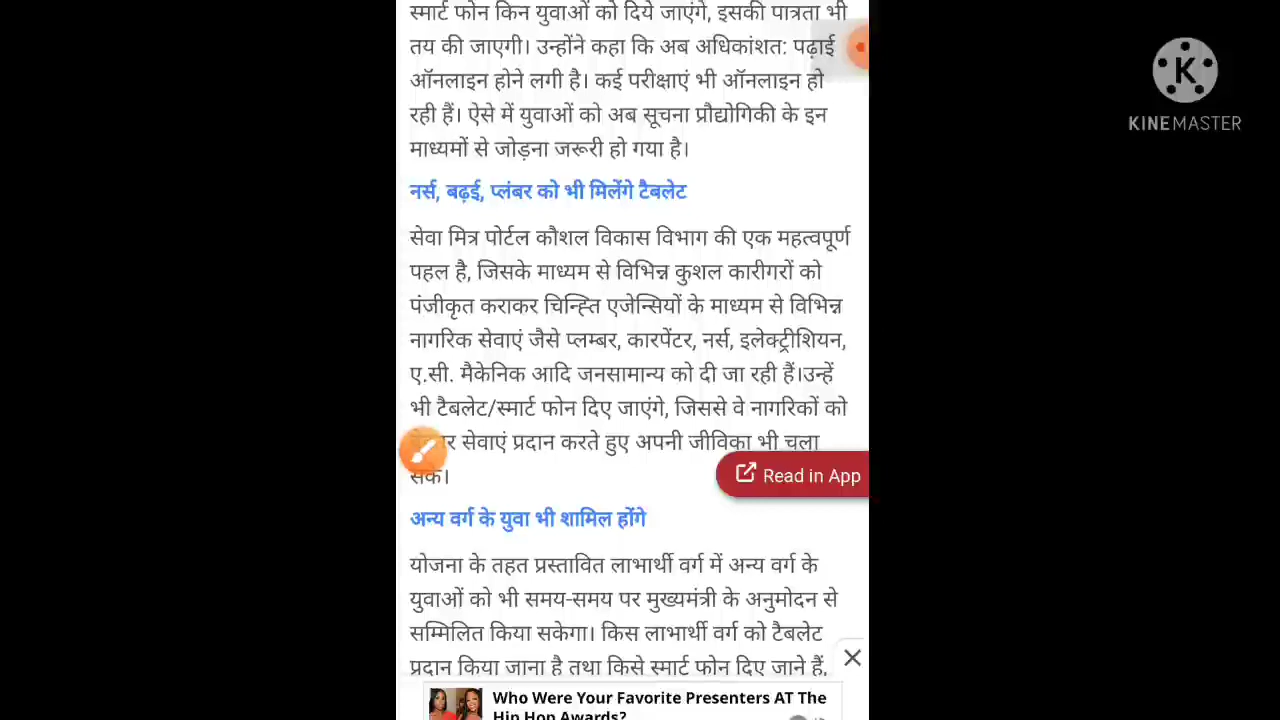 स्मार्ट फोन किन युवाओं को दिये जाएंगे, इसकी पात्रता भी
तय की जाएगी। उन्होंने कहा कि अब अधिकांशत: पढ़ाई
ऑनलाइन होने लगी है। कई परीक्षाएं भी ऑनलाइन हो
रही हैं। ऐसे में युवाओं को अब सूचना प्रौद्योगिकी के इन
माध्यमों से जोड़ना जरूरी हो गया है।
K
KINEMASTER
नर्स, बढ़ई, प्लंबर को भी मिलेंगे टैबलेट
सेवा मित्र पोर्टल कौशल विकास विभाग की एक महत्वपूर्ण
पहल है, जिसके माध्यम से विभिन्न कुशल कारीगरों को
पंजीकृत कराकर चिन्ह्ति एजेन्सियों के माध्यम से विभिन्न
नागरिक सेवाएं जैसे प्लम्बर, कारपेंटर, नर्स, इलेक्ट्रीशियन,
ए.सी. मैकेनिक आदि जनसामान्य को दी जा रही हैं।उन्हें
भी टैबलेट/स्मार्ट फोन दिए जाएंगे, जिससे वे नागरिकों को
सेवाएं प्रदान करते हुए अपनी जीविका भी चला
सकें।
Read in App
अन्य वर्ग के युवा भी शामिल होंगे
योजना के तहत प्रस्तावित लाभार्थी वर्ग में अन्य वर्ग के
युवाओं को भी समय-समय पर मुख्यमंत्री के अनुमोदन से
सम्मिलित किया सकेगा। किस लाभार्थी वर्ग को टैबलेट
प्रदान किया जाना है तथा किसे स्मार्ट फोन दिए जाने हैं,
Who Were Your Favorite Presenters AT The
Hip Hop Awards?